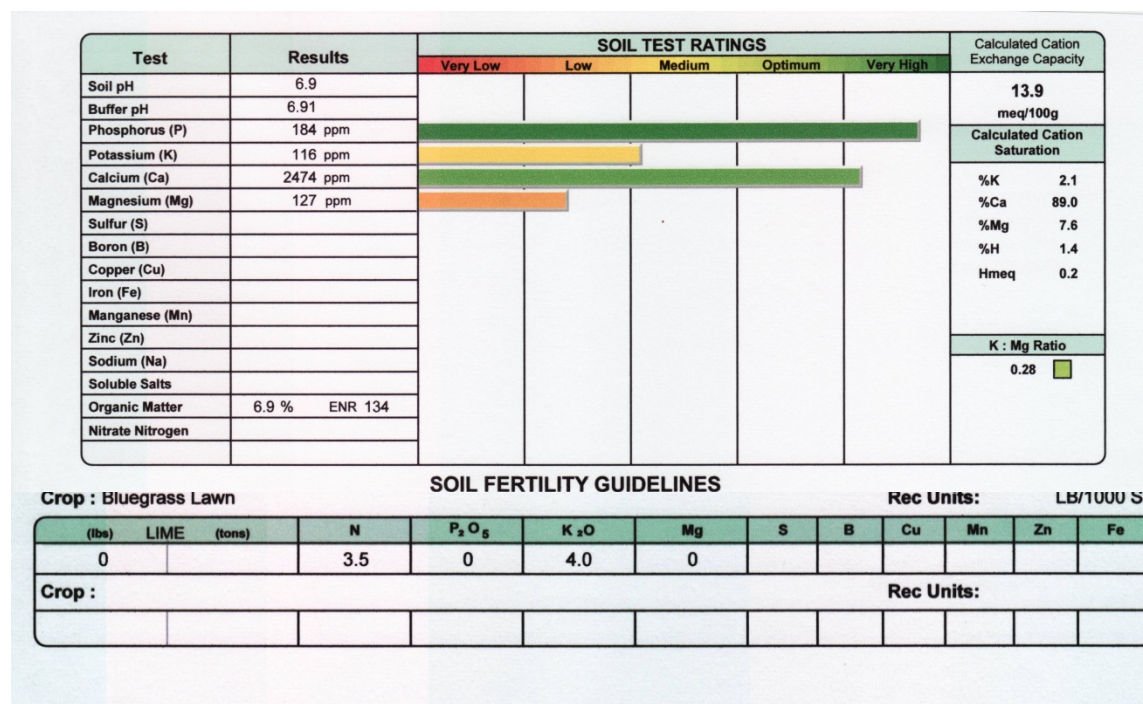 Test Results SOIL TEST RATINGS Calculated Cation
Very Low Low Medium Optimum Very High Exchange Capacity
Soil pH 6.9
13.9
Buffer pH 6.91
meq/100g
Phosphorus (P) 184 ppm
Calculated Cation
Saturation
Potassium (K) 116 ppm
Calcium (Ca) 2474 ppm
%K 2.1
Magnesium (Mg) 127 ppm
%Ca 89.0
Sulfur (S)
%Mg 7.6
Boron (B)
%H 1.4
Copper (Cu)
Hmeq 0.2
Iron (Fe)
Manganese (Mn)
Zinc (Zn)
K : Mg Ratio
Sodium (Na)
0.28
Soluble Salts
Organic Matter 6.9 % ENR 134
Nitrate Nitrogen
SOIL FERTILITY GUIDELINES
Crop : Bluegrass Lawn Rec Units: LB/1000 S
(lbs) LIME (tons) N P₂O₅ K₂O Mg S B Cu Mn Zn Fe
0 3.5 0 4.0 0
Crop : Rec Units: